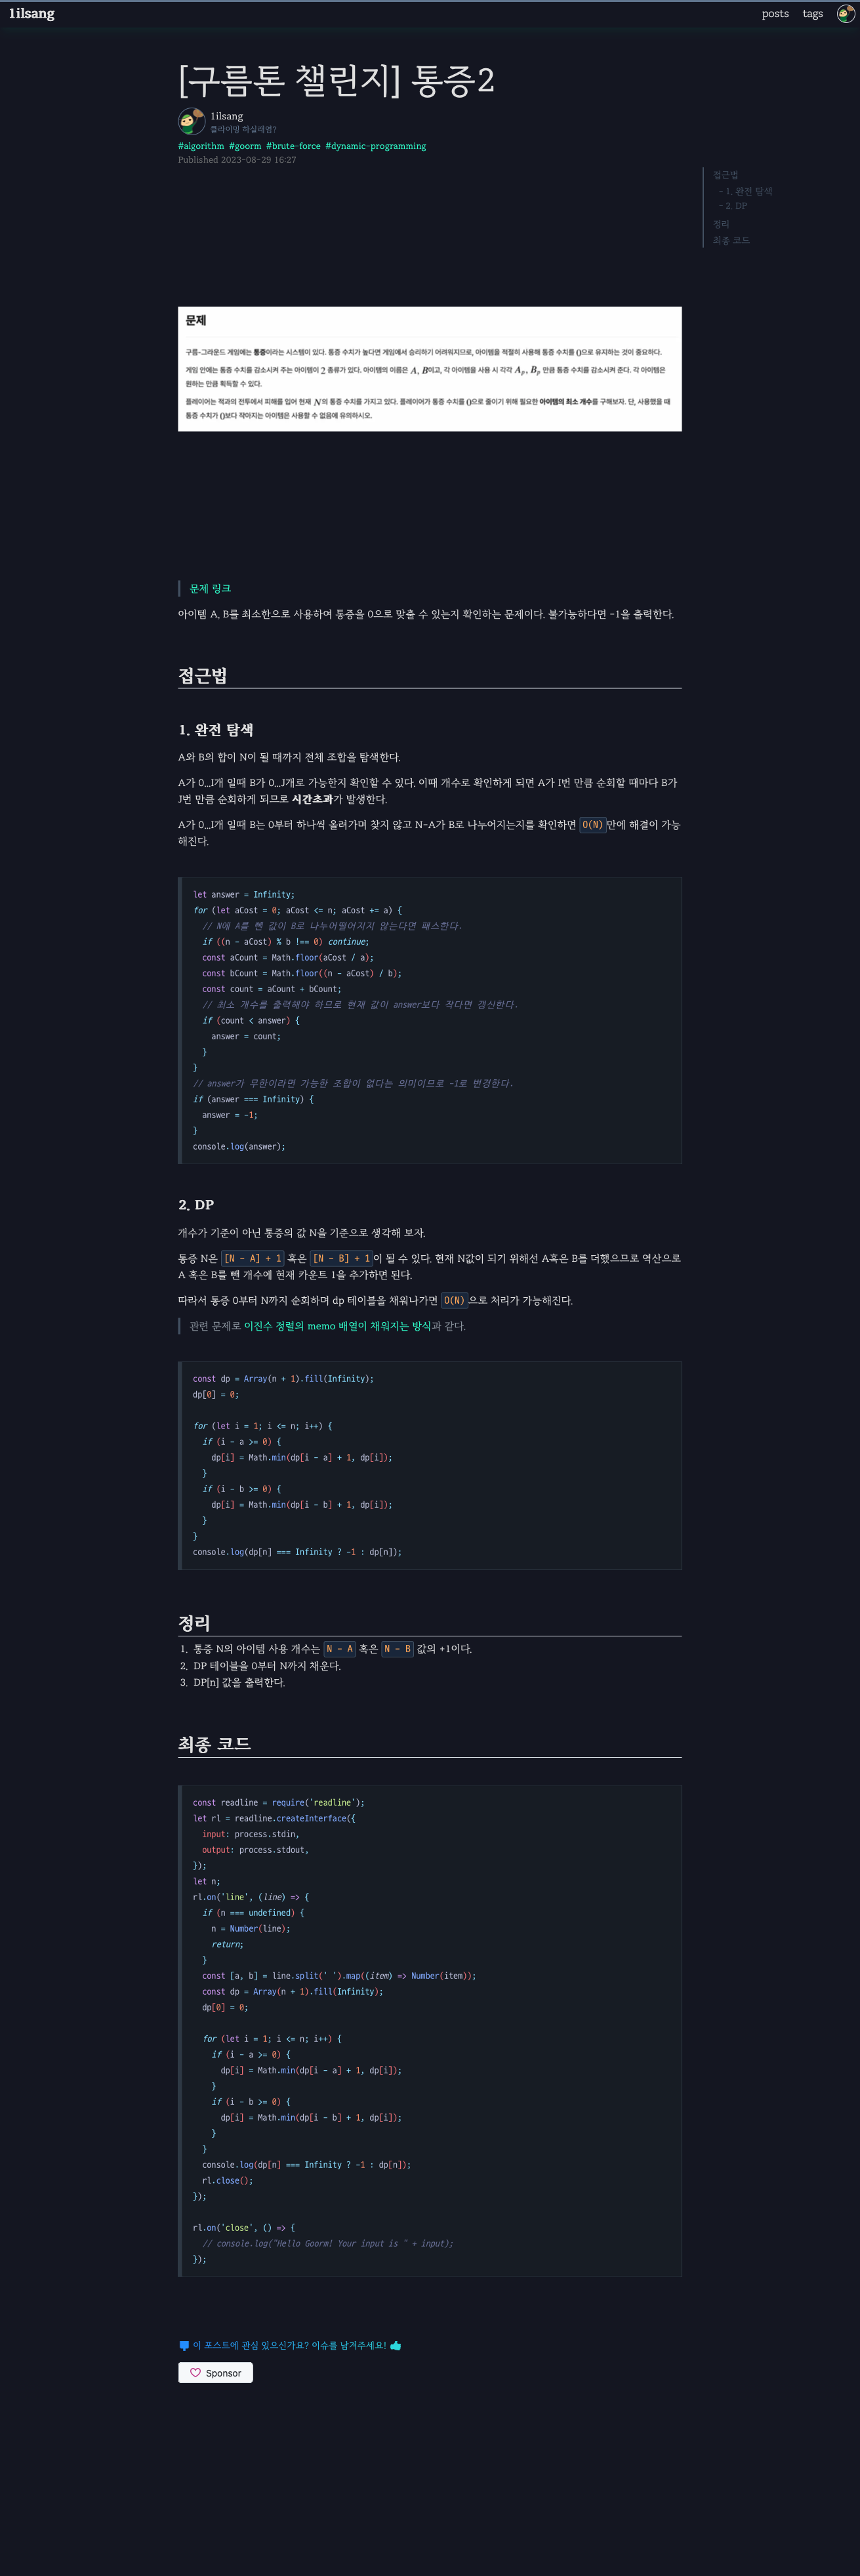 1ilsang
posts
tags
[구름톤 챌린지] 통증2
1ilsang
클라이밍 하실래염?
#algorithm #goorm #brute-force #dynamic-programming
Published 2023-08-29 16:27
접근법
- 1. 완전 탐색
- 2. DP
정리
최종 코드
문제
구름-그라운드 게임에는 통증이라는 시스템이 있다. 통증 수치가 높다면 게임에서 승리하기 어려워지므로, 아이템을 적절히 사용해 통증 수치를 0으로 유지하는 것이 중요하다.
게임 안에는 통증 수치를 감소시켜 주는 아이템이 2 종류가 있다. 아이템의 이름은 A, B이고, 각 아이템을 사용 시 각각 Ap, Bp 만큼 통증 수치를 감소시켜 준다. 각 아이템은
원하는 만큼 획득할 수 있다.
플레이어는 적과의 전투에서 피해를 입어 현재 N의 통증 수치를 가지고 있다. 플레이어가 통증 수치를 0으로 줄이기 위해 필요한 아이템의 최소 개수를 구해보자. 단, 사용했을 때
통증 수치가 0보다 작아지는 아이템은 사용할 수 없음에 유의하시오.
문제 링크
아이템 A, B를 최소한으로 사용하여 통증을 0으로 맞출 수 있는지 확인하는 문제이다. 불가능하다면 -1을 출력한다.
접근법
1. 완전 탐색
A와 B의 합이 N이 될 때까지 전체 조합을 탐색한다.
A가 0...I개 일때 B가 0...J개로 가능한지 확인할 수 있다. 이때 개수로 확인하게 되면 A가 I번 만큼 순회할 때마다 B가
J번 만큼 순회하게 되므로 시간초과가 발생한다.
A가 0...I개 일때 B는 0부터 하나씩 올려가며 찾지 않고 N-A가 B로 나누어지는지를 확인하면 O(N)만에 해결이 가능
해진다.
let answer = Infinity;
for (let aCost = 0; aCost <= n; aCost += a) {
  // N에 A를 뺀 값이 B로 나누어떨어지지 않는다면 패스한다.
  if ((n - aCost) % b !== 0) continue;
  const aCount = Math.floor(aCost / a);
  const bCount = Math.floor((n - aCost) / b);
  const count = aCount + bCount;
  // 최소 개수를 출력해야 하므로 현재 값이 answer보다 작다면 갱신한다.
  if (count < answer) {
    answer = count;
  }
}
// answer가 무한이라면 가능한 조합이 없다는 의미이므로 -1로 변경한다.
if (answer === Infinity) {
  answer = -1;
}
console.log(answer);
2. DP
개수가 기준이 아닌 통증의 값 N을 기준으로 생각해 보자.
통증 N은 [N - A] + 1 혹은 [N - B] + 1이 될 수 있다. 현재 N값이 되기 위해선 A혹은 B를 더했으므로 역산으로
A 혹은 B를 뺀 개수에 현재 카운트 1을 추가하면 된다.
따라서 통증 0부터 N까지 순회하며 dp 테이블을 채워나가면 O(N)으로 처리가 가능해진다.
관련 문제로 이진수 정렬의 memo 배열이 채워지는 방식과 같다.
const dp = Array(n + 1).fill(Infinity);
dp[0] = 0;
for (let i = 1; i <= n; i++) {
  if (i - a >= 0) {
    dp[i] = Math.min(dp[i - a] + 1, dp[i]);
  }
  if (i - b >= 0) {
    dp[i] = Math.min(dp[i - b] + 1, dp[i]);
  }
}
console.log(dp[n] === Infinity ? -1 : dp[n]);
정리
1. 통증 N의 아이템 사용 개수는 N - A 혹은 N - B 값의 +1이다.
2. DP 테이블을 0부터 N까지 채운다.
3. DP[n] 값을 출력한다.
최종 코드
const readline = require('readline');
let rl = readline.createInterface({
  input: process.stdin,
  output: process.stdout,
});
let n;
rl.on('line', (line) => {
  if (n === undefined) {
    n = Number(line);
    return;
  }
  const [a, b] = line.split(' ').map((item) => Number(item));
  const dp = Array(n + 1).fill(Infinity);
  dp[0] = 0;
  for (let i = 1; i <= n; i++) {
    if (i - a >= 0) {
      dp[i] = Math.min(dp[i - a] + 1, dp[i]);
    }
    if (i - b >= 0) {
      dp[i] = Math.min(dp[i - b] + 1, dp[i]);
    }
  }
  console.log(dp[n] === Infinity ? -1 : dp[n]);
  rl.close();
});
rl.on('close', () => {
  // console.log("Hello Goorm! Your input is " + input);
});
이 포스트에 관심 있으신가요? 이슈를 남겨주세요!
Sponsor